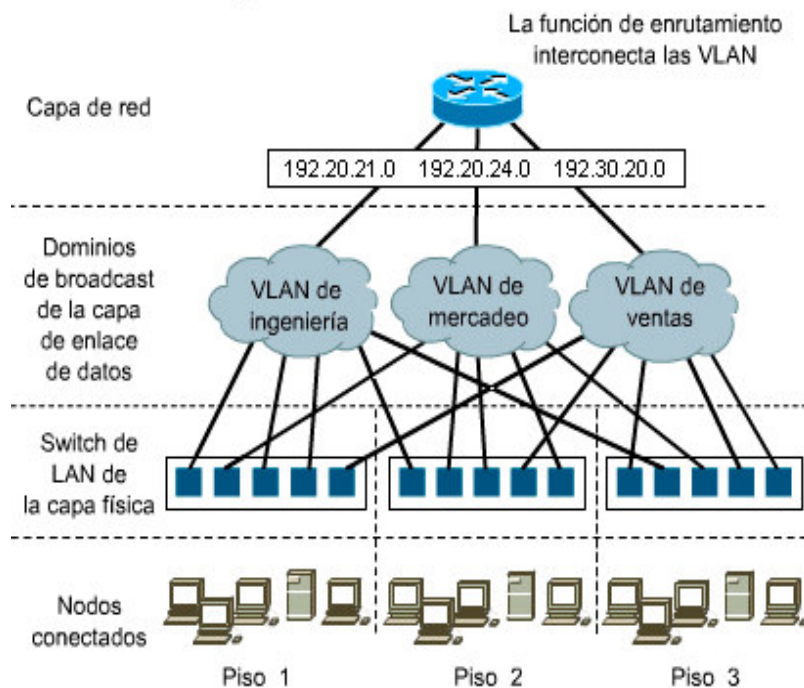 La función de enrutamiento
interconecta las VLAN
Capa de red
192.20.21.0 192.20.24.0 192.30.20.0
Dominios
de broadcast
de la capa
de enlace
de datos
VLAN de
ingeniería
VLAN de
mercadeo
VLAN de
ventas
Switch de
LAN de
la capa física
Nodos
conectados
Piso 1
Piso 2
Piso 3